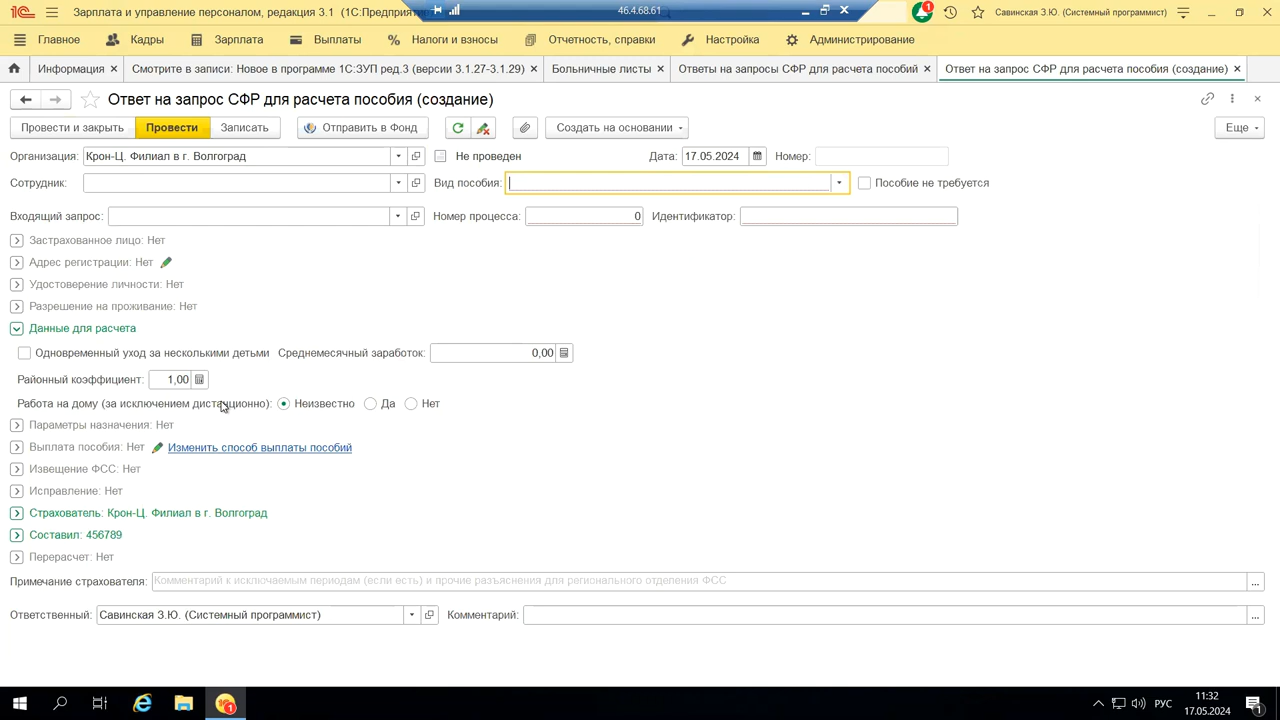 Зарплата и управление персоналом, редакция 3.1 (1С:Предприятие
46.4.68.61
1
Савинская З.Ю. (Системный программист)
Главное
Кадры
Зарплата
Выплаты
Налоги и взносы
Отчетность, справки
Настройка
Администрирование
Информация
Смотрите в записи: Новое в программе 1С:ЗУП ред.3 (версии 3.1.27-3.1.29)
Больничные листы
Ответы на запросы СФР для расчета пособий
Ответ на запрос СФР для расчета пособия (создание)
Ответ на запрос СФР для расчета пособия (создание)
Провести и закрыть
Провести
Записать
Отправить в Фонд
Создать на основании
Еще
Организация: Крон-Ц. Филиал в г. Волгоград
Не проведен
Дата: 17.05.2024
Номер:
Сотрудник:
Вид пособия:
Пособие не требуется
Входящий запрос:
Номер процесса: 0
Идентификатор:
Застрахованное лицо: Нет
Адрес регистрации: Нет
Удостоверение личности: Нет
Разрешение на проживание: Нет
Данные для расчета
Одновременный уход за несколькими детьми Среднемесячный заработок: 0,00
Районный коэффициент: 1,00
Работа на дому (за исключением дистанционно): Неизвестно Да Нет
Параметры назначения: Нет
Выплата пособия: Нет Изменить способ выплаты пособий
Извещение ФСС: Нет
Исправление: Нет
Страхователь: Крон-Ц. Филиал в г. Волгоград
Составил: 456789
Перерасчет: Нет
Примечание страхователя: Комментарий к исключаемым периодам (если есть) и прочие разъяснения для регионального отделения ФСС
...
Ответственный: Савинская З.Ю. (Системный программист)
Комментарий:
...
1
РУС
11:32
17.05.2024
1